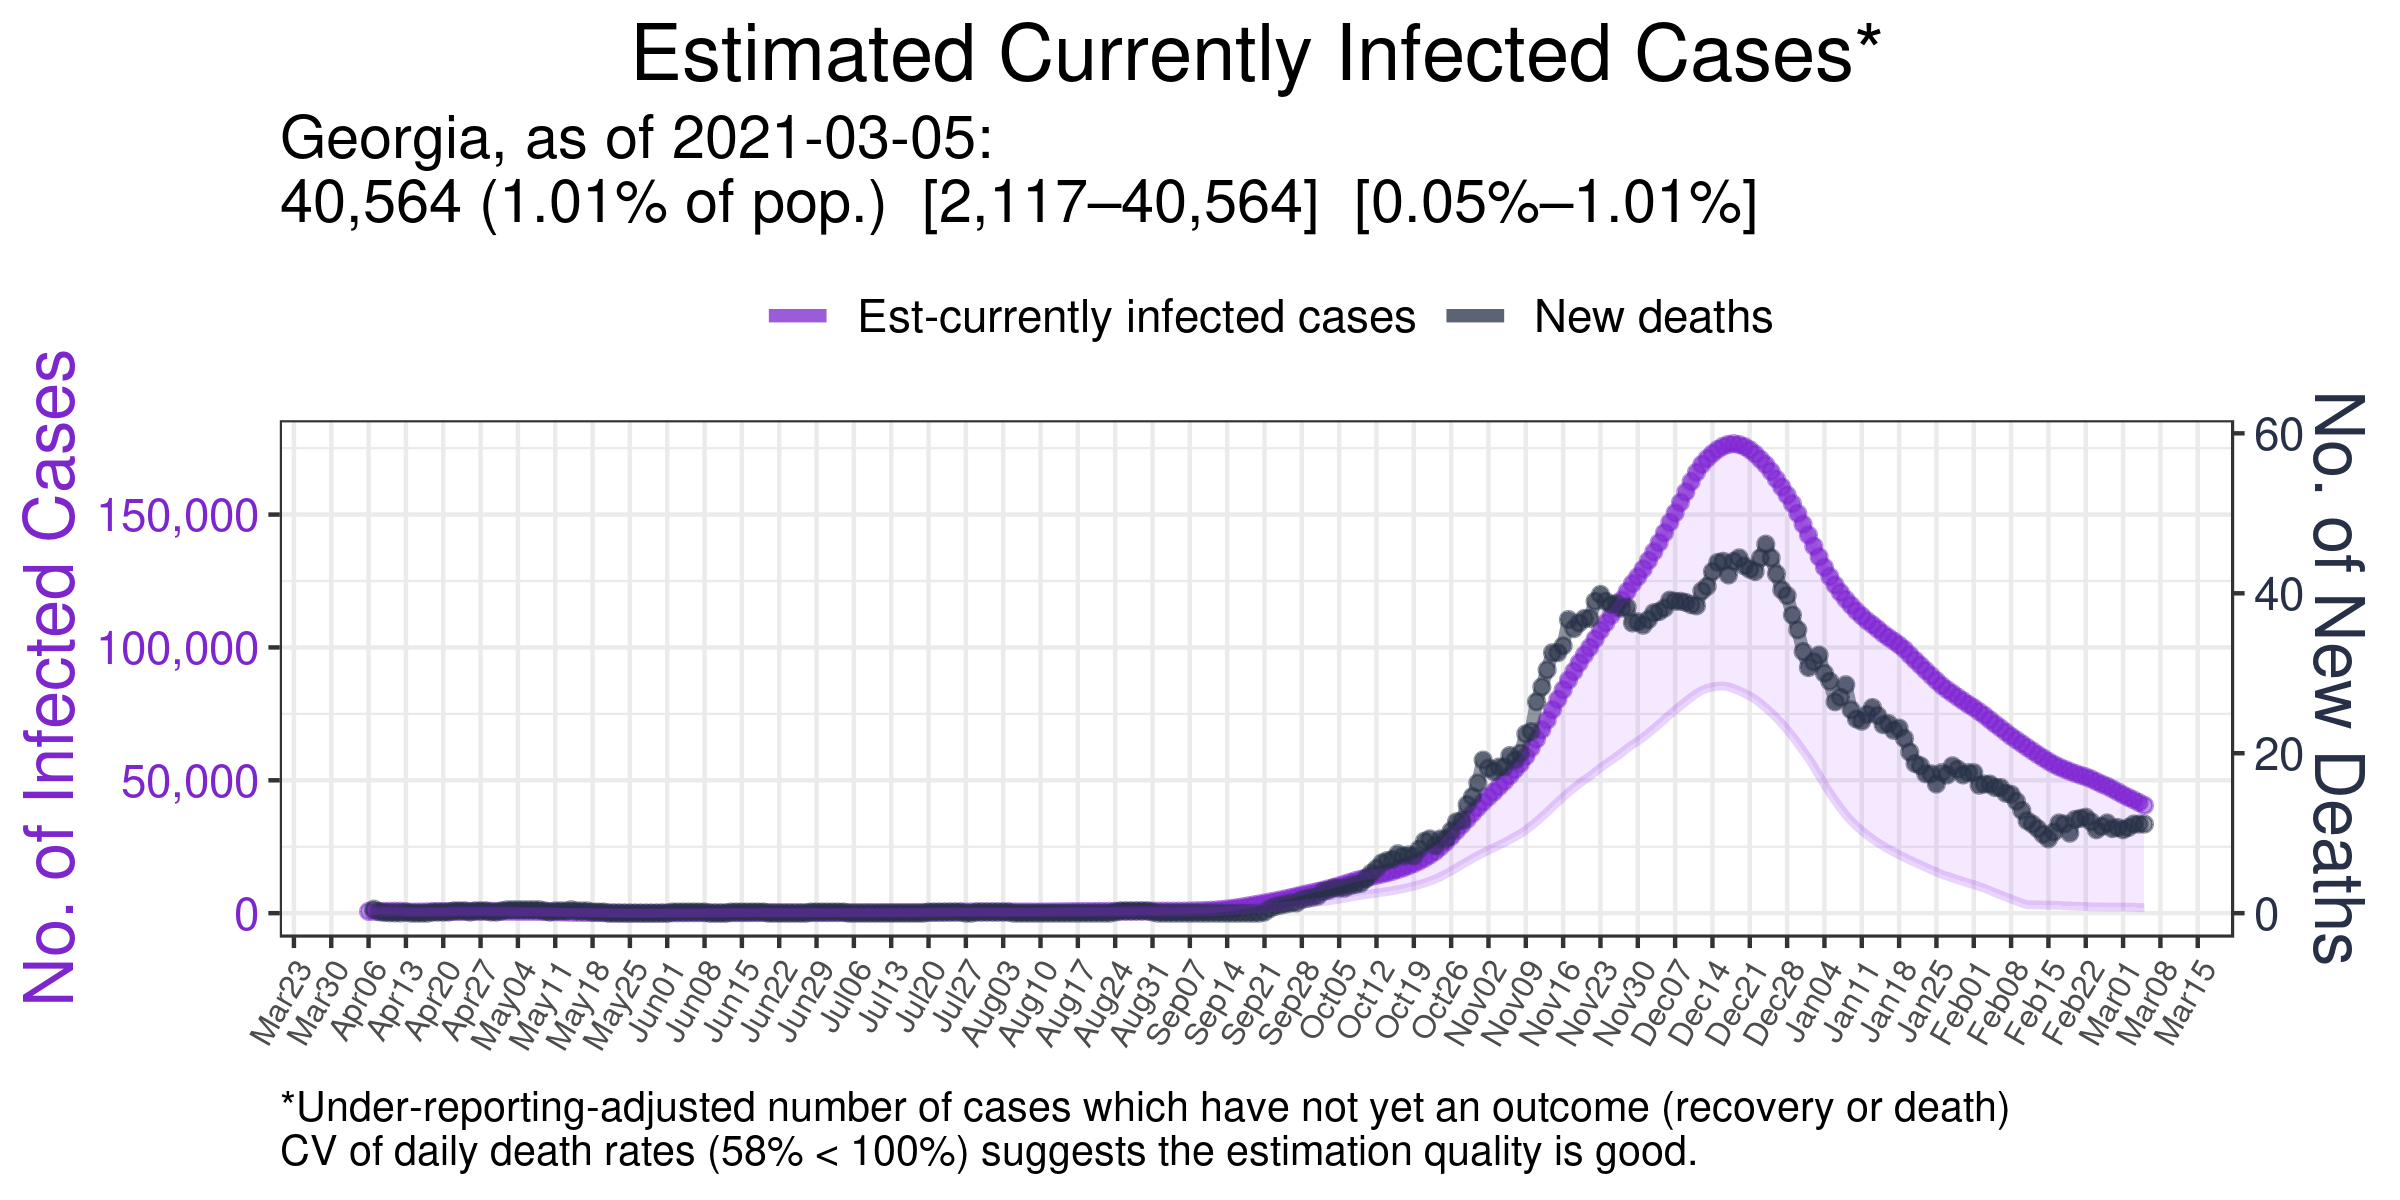 Estimated Currently Infected Cases*
Georgia, as of 2021-03-05:
40,564 (1.01% of pop.) [2,117–40,564] [0.05%–1.01%]
Est-currently infected cases
New deaths
No. of Infected Cases
150,000
100,000
50,000
0
60
40
20
0
No. of New Deaths
Mar23
Mar30
Apr06
Apr13
Apr20
Apr27
May04
May11
May18
May25
Jun01
Jun08
Jun15
Jun22
Jun29
Jul06
Jul13
Jul20
Jul27
Aug03
Aug10
Aug17
Aug24
Aug31
Sep07
Sep14
Sep21
Sep28
Oct05
Oct12
Oct19
Oct26
Nov02
Nov09
Nov16
Nov23
Nov30
Dec07
Dec14
Dec21
Dec28
Jan04
Jan11
Jan18
Jan25
Feb01
Feb08
Feb15
Feb22
Mar01
Mar08
Mar15
*Under-reporting-adjusted number of cases which have not yet an outcome (recovery or death)
CV of daily death rates (58% < 100%) suggests the estimation quality is good.